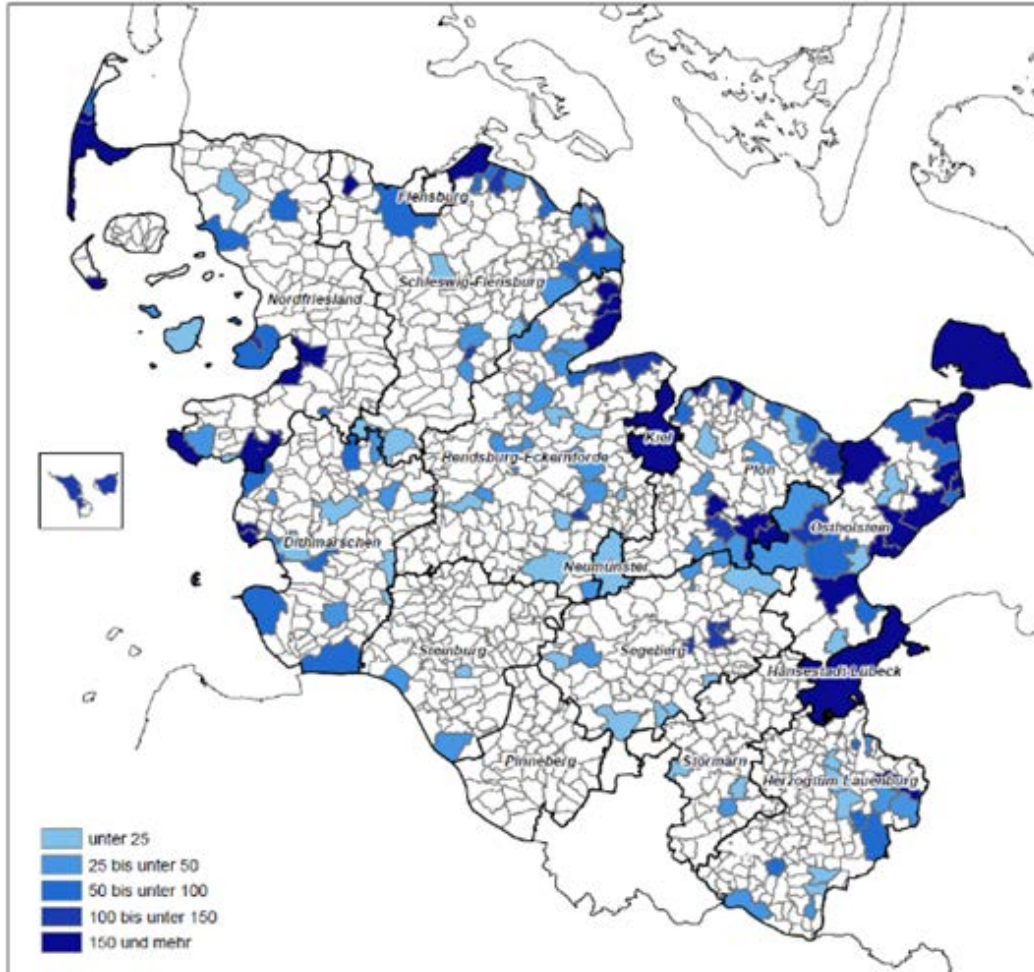 Flensburg
Schleswig-Flensburg
Nordfriesland
Kiel
Rendsburg-Eckernförde
Plön
Ostholstein
Dithmarschen
Neumünster
Steinburg
Segeberg
Hansestadt Lübeck
Pinneberg
Stormarn
Herzogtum Lauenburg
unter 25
25 bis unter 50
50 bis unter 100
100 bis unter 150
150 und mehr